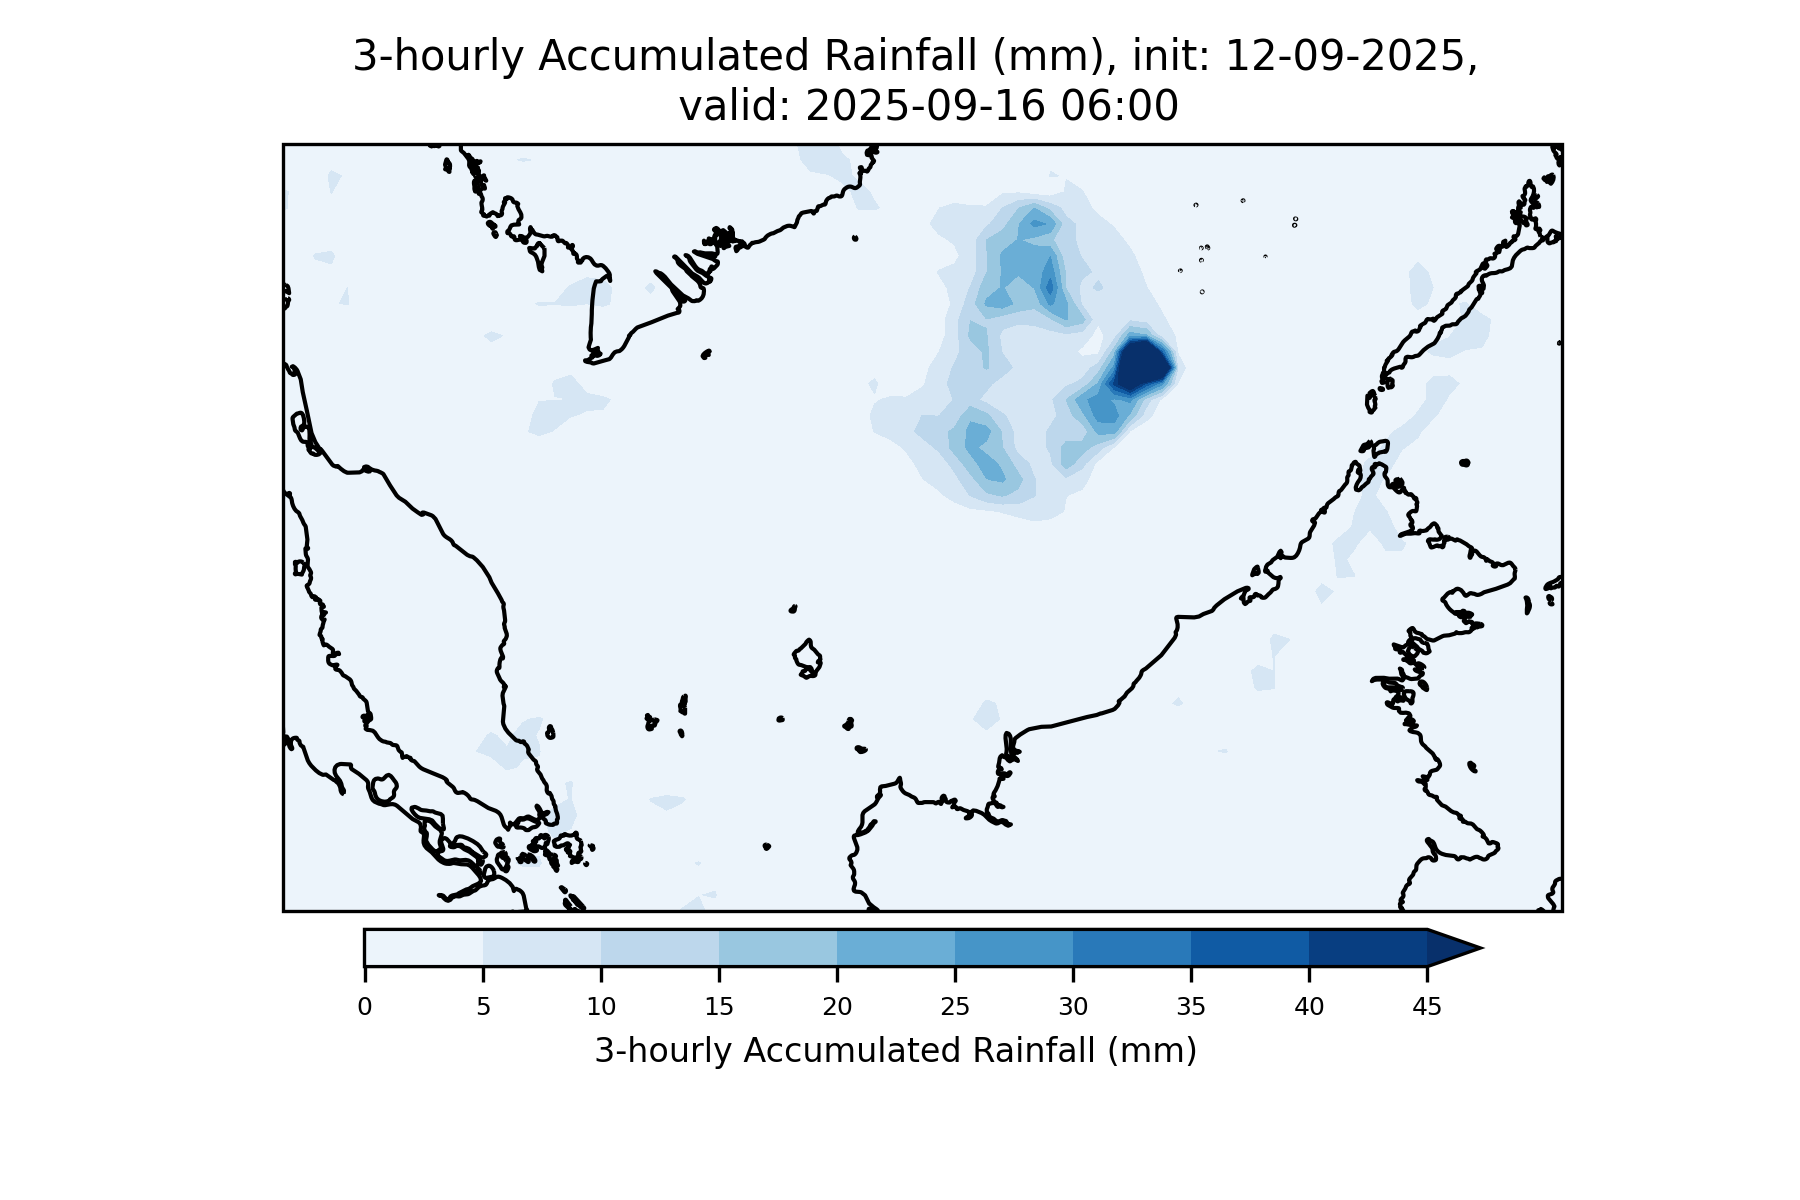 3-hourly Accumulated Rainfall (mm), init: 12-09-2025,
valid: 2025-09-16 06:00
0 5 10 15 20 25 30 35 40 45
3-hourly Accumulated Rainfall (mm)